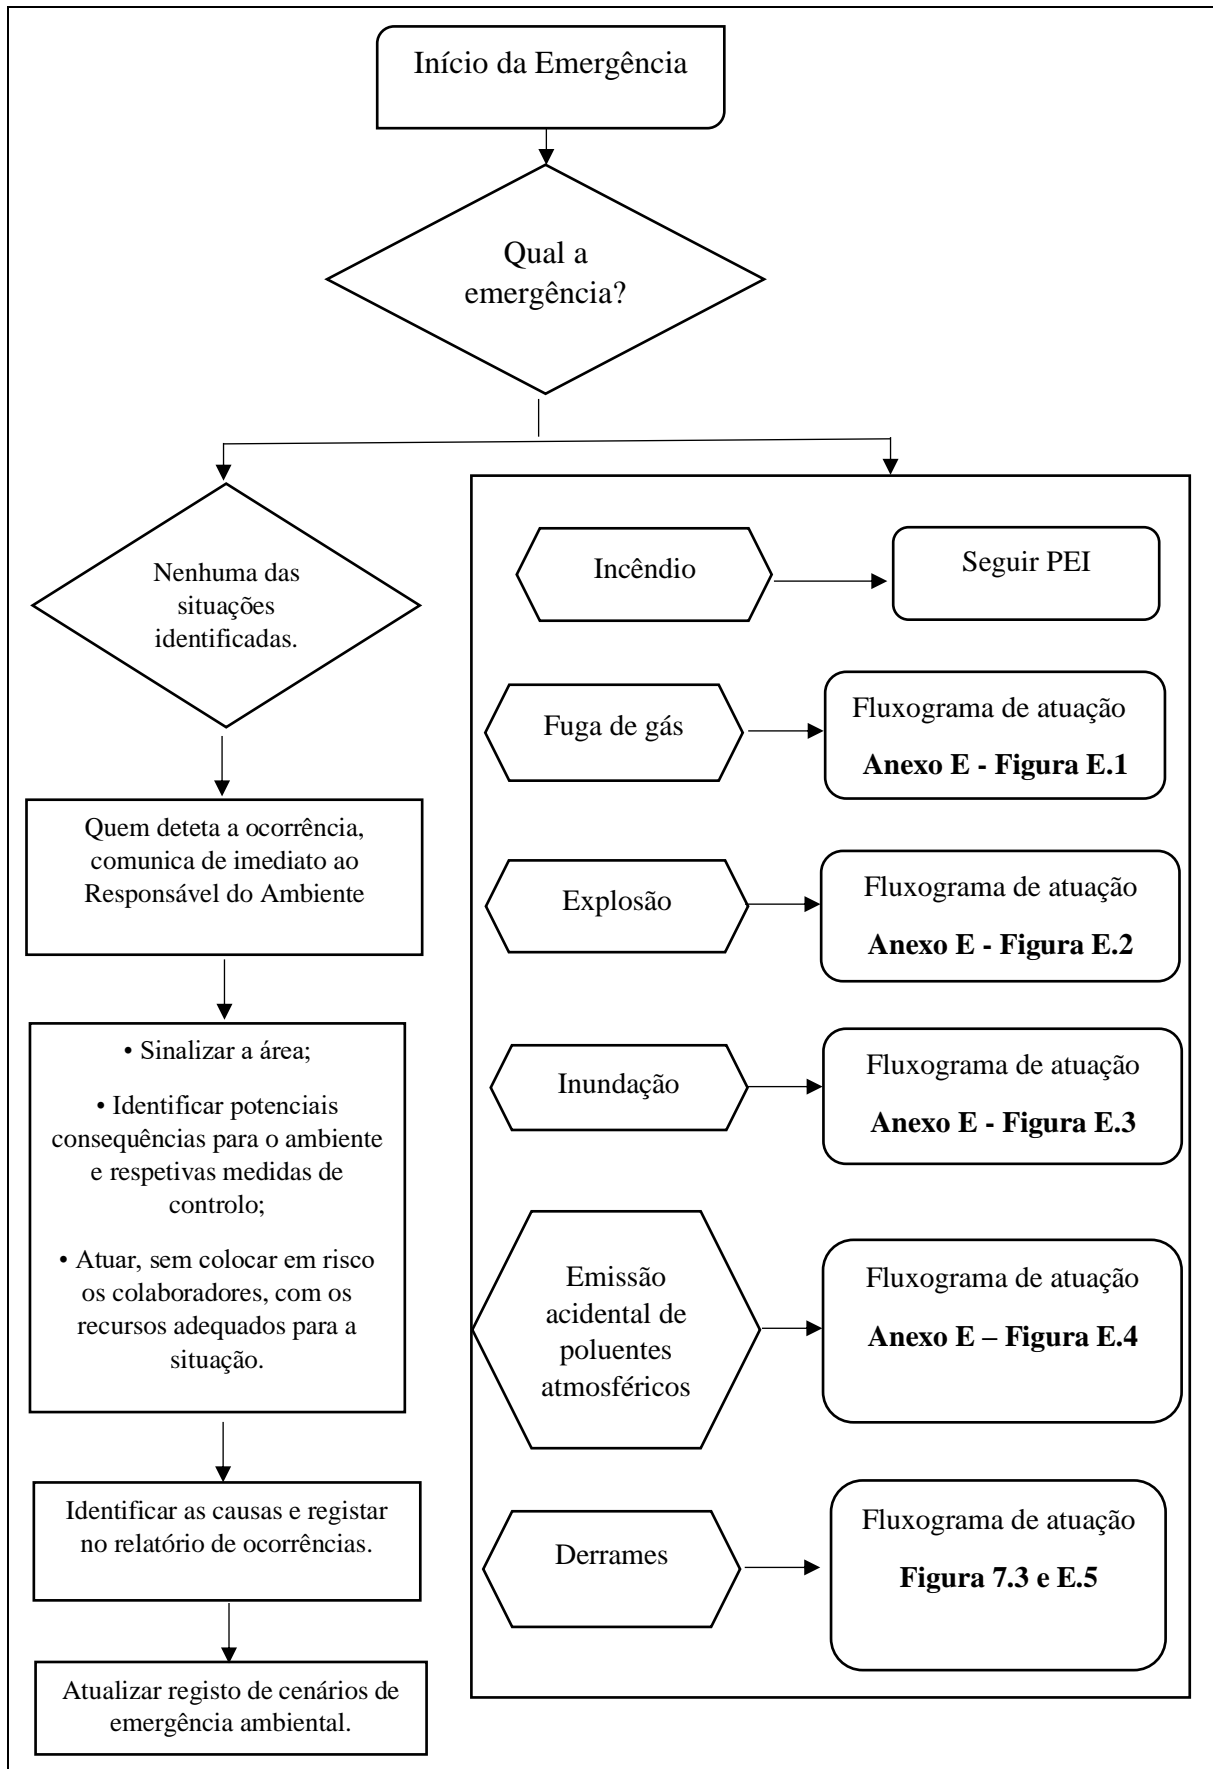 Início da Emergência
Qual a
emergência?
Nenhuma das
situações
identificadas.
Quem deteta a ocorrência,
comunica de imediato ao
Responsável do Ambiente
• Sinalizar a área;
• Identificar potenciais
consequências para o ambiente
e respetivas medidas de
controlo;
• Atuar, sem colocar em risco
os colaboradores, com os
recursos adequados para a
situação.
Identificar as causas e registar
no relatório de ocorrências.
Atualizar registo de cenários de
emergência ambiental.
Incêndio
Seguir PEI
Fuga de gás
Fluxograma de atuação
Anexo E - Figura E.1
Explosão
Fluxograma de atuação
Anexo E - Figura E.2
Inundação
Fluxograma de atuação
Anexo E - Figura E.3
Emissão
acidental de
poluentes
atmosféricos
Fluxograma de atuação
Anexo E – Figura E.4
Derrames
Fluxograma de atuação
Figura 7.3 e E.5